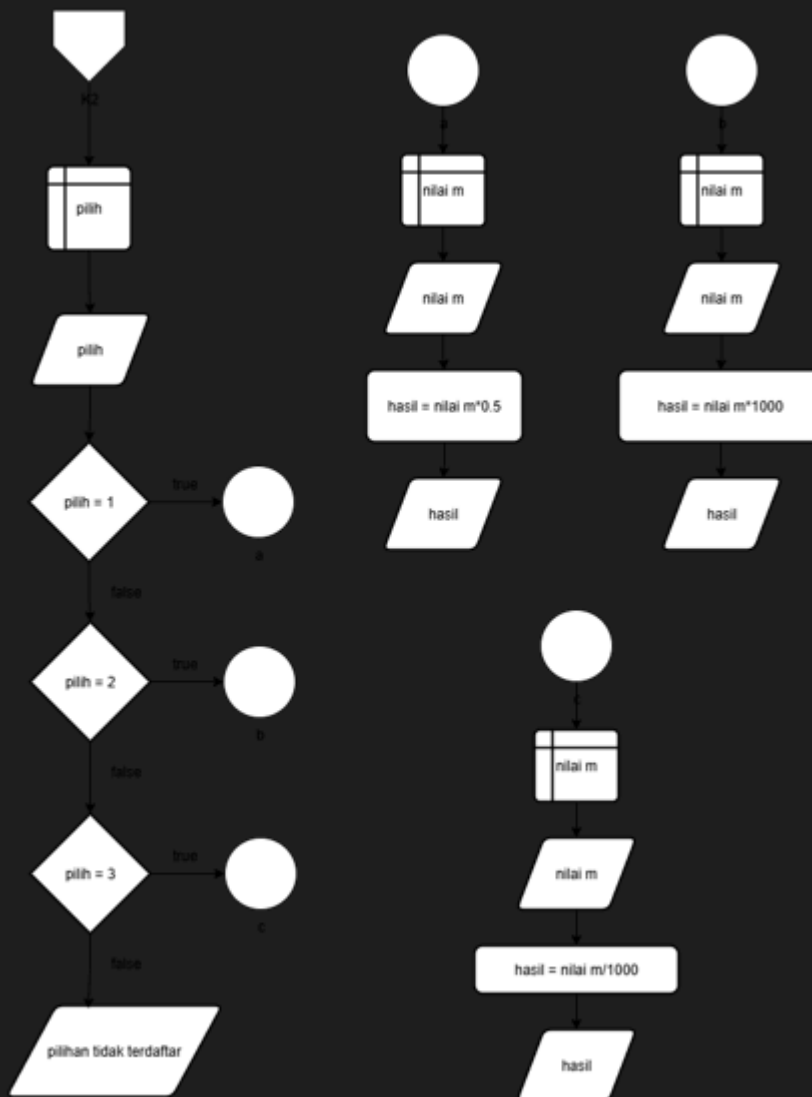 K2
pilih
pilih
pilih = 1
true
a
false
pilih = 2
true
b
false
pilih = 3
true
c
false
pilihan tidak terdaftar
a
nilai m
nilai m
hasil = nilai m*0.5
hasil
b
nilai m
nilai m
hasil = nilai m*1000
hasil
c
nilai m
nilai m
hasil = nilai m/1000
hasil